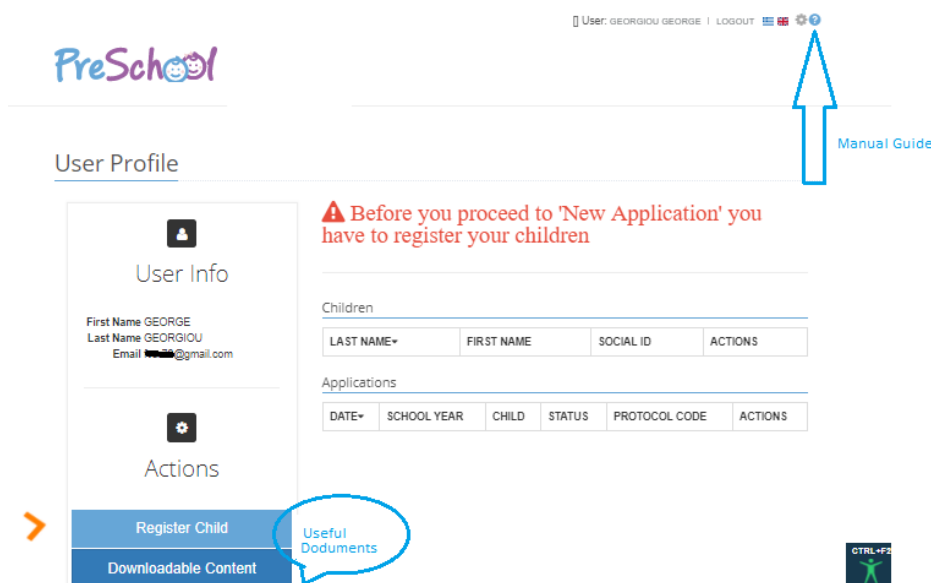 User: GEORGIOU GEORGE | LOGOUT
PreSchool
Manual Guide
User Profile
Before you proceed to 'New Application' you
have to register your children
User Info
First Name GEORGE
Last Name GEORGIOU
Email @gmail.com
Children
LAST NAME FIRST NAME SOCIAL ID ACTIONS
Applications
DATE SCHOOL YEAR CHILD STATUS PROTOCOL CODE ACTIONS
Actions
Register Child
Useful
Doduments
Downloadable Content
CTRL+F2